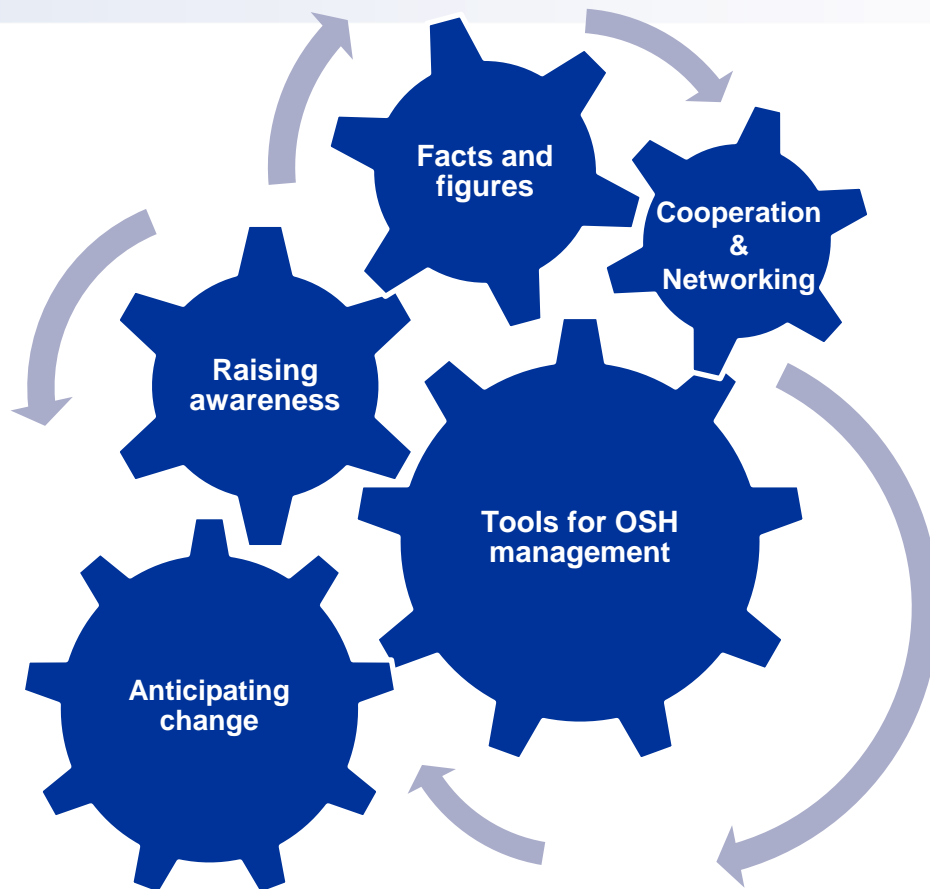 Facts and
figures
Cooperation
&
Networking
Raising
awareness
Tools for OSH
management
Anticipating
change